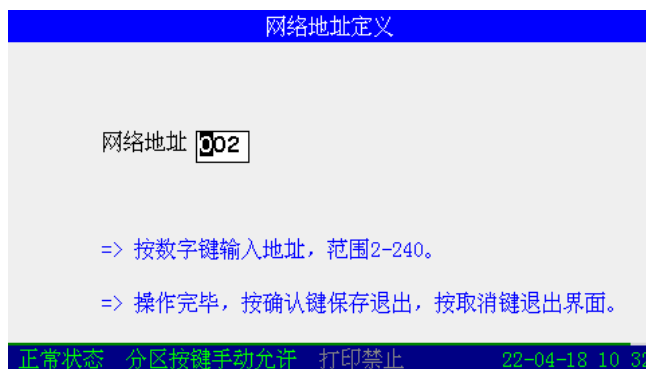 网络地址定义
网络地址 002
=> 按数字键输入地址，范围2-240。
=> 操作完毕，按确认键保存退出，按取消键退出界面。
正常状态 分区按键手动允许 打印禁止 22-04-18 10 32